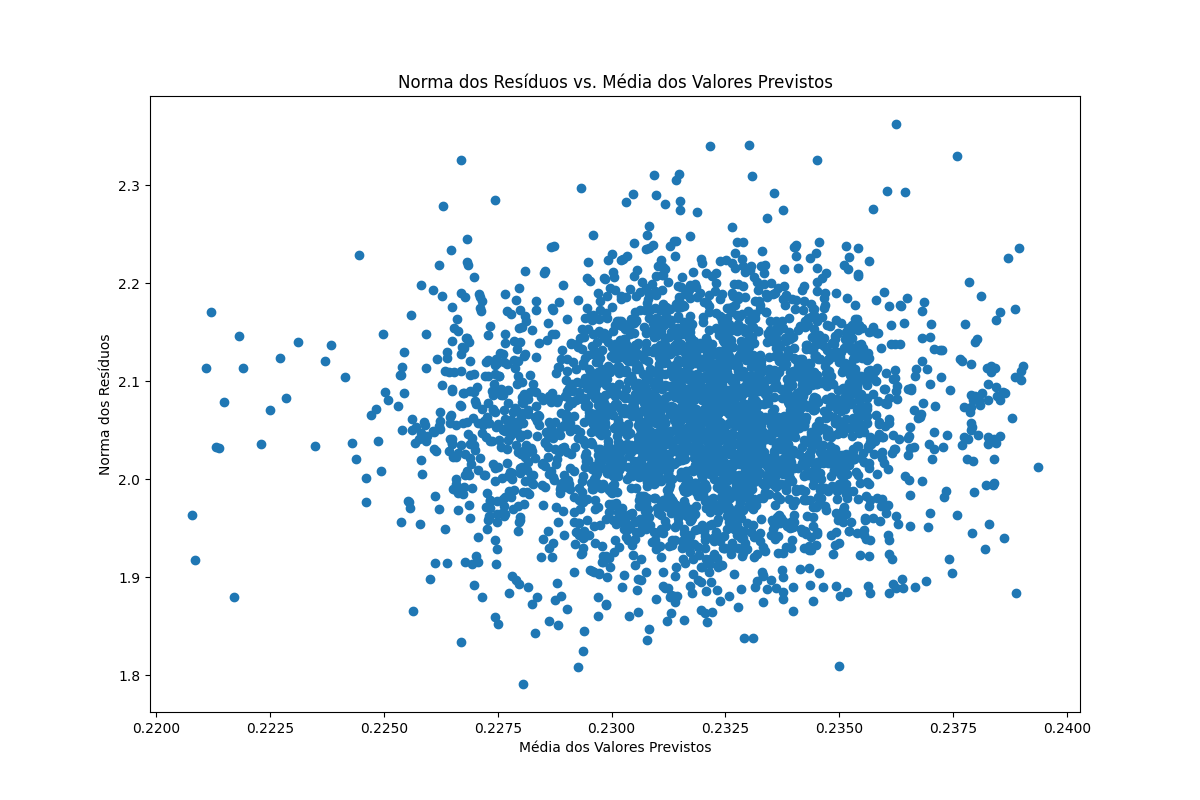 Norma dos Resíduos vs. Média dos Valores Previstos
Norma dos Resíduos
2.3
2.2
2.1
2.0
1.9
1.8
0.2200 0.2225 0.2250 0.2275 0.2300 0.2325 0.2350 0.2375 0.2400
Média dos Valores Previstos